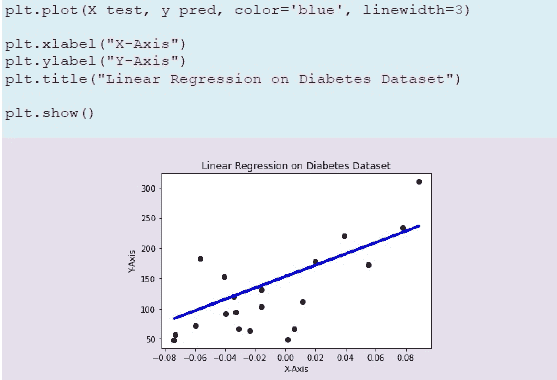 plt.plot(X test, y pred, color='blue', linewidth=3)
plt.xlabel("X-Axis")
plt.ylabel("Y-Axis")
plt.title("Linear Regression on Diabetes Dataset")
plt.show()
Linear Regression on Diabetes Dataset
300
250
200
150
100
50
Y-Axis
−0.08 −0.06 −0.04 −0.02 0.00 0.02 0.04 0.06 0.08
X-Axis